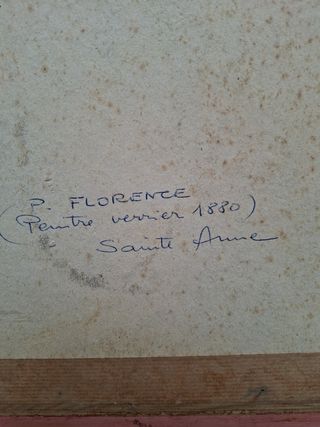 P. FLORENCE
(Peintre verrier 1880)
Sainte Anne